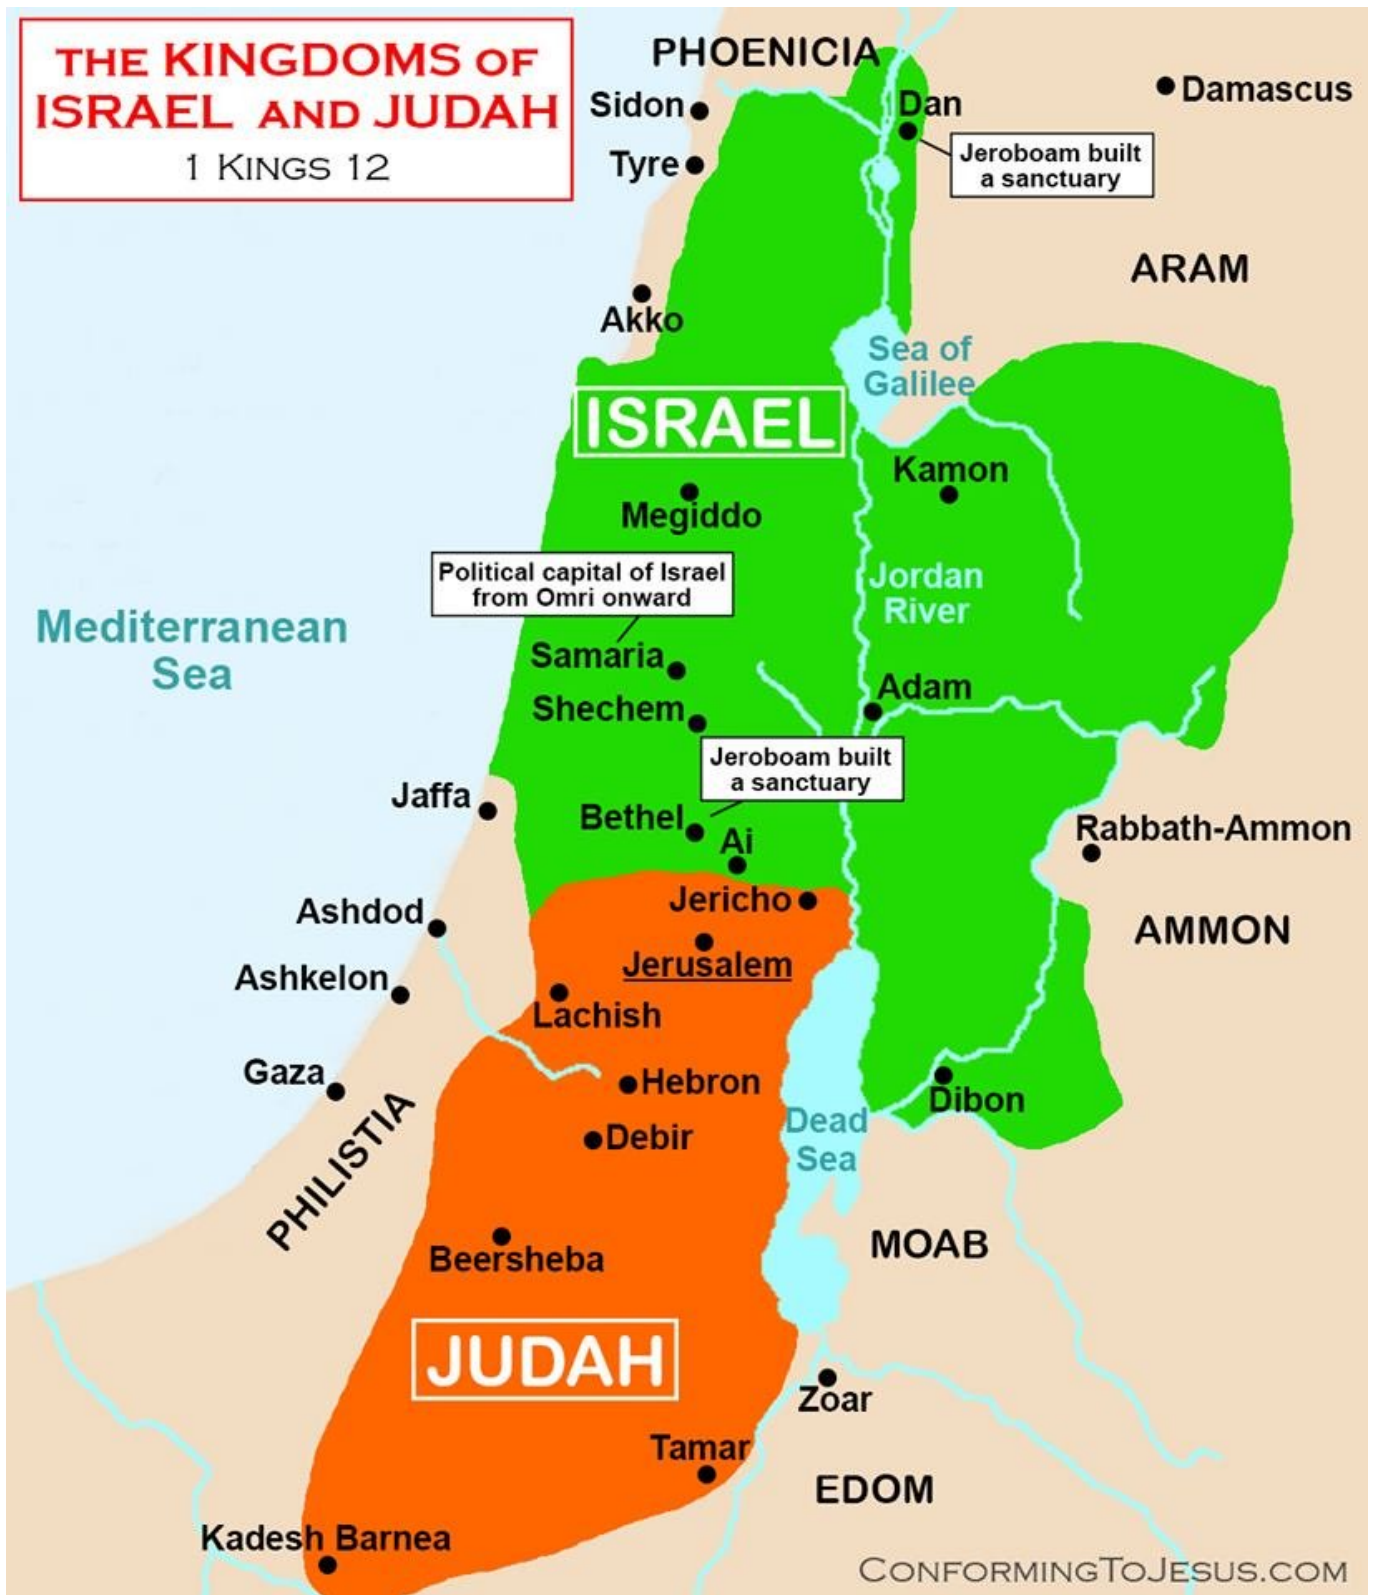 THE KINGDOMS OF
ISRAEL AND JUDAH
1 KINGS 12
PHOENICIA
Sidon
Dan
Damascus
Tyre
Jeroboam built
a sanctuary
ARAM
Akko
Sea of
Galilee
ISRAEL
Kamon
Megiddo
Political capital of Israel
from Omri onward
Jordan
River
Mediterranean
Sea
Samaria
Adam
Shechem
Jeroboam built
a sanctuary
Jaffa
Bethel
Ai
Rabbath-Ammon
Jericho
Ashdod
AMMON
Jerusalem
Ashkelon
Lachish
Gaza
Hebron
Dibon
PHILISTIA
Debir
Dead
Sea
MOAB
Beersheba
JUDAH
Zoar
Tamar
EDOM
Kadesh Barnea
CONFORMINGTOJESUS.COM